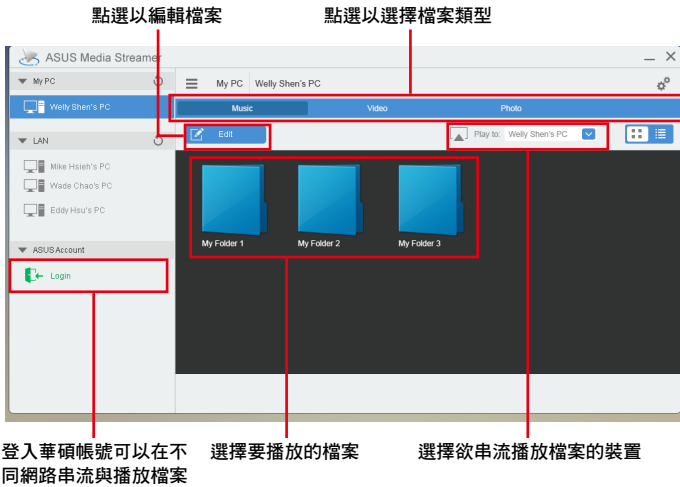 點選以編輯檔案
點選以選擇檔案類型
ASUS Media Streamer
My PC
My PC Welly Shen's PC
Welly Shen's PC
Music Video Photo
Edit
Play to: Welly Shen's PC
LAN
Mike Hsieh's PC
Wade Chao's PC
Eddy Hsu's PC
My Folder 1 My Folder 2 My Folder 3
ASUS Account
Login
登入華碩帳號可以在不
同網路串流與播放檔案
選擇要播放的檔案
選擇欲串流播放檔案的裝置